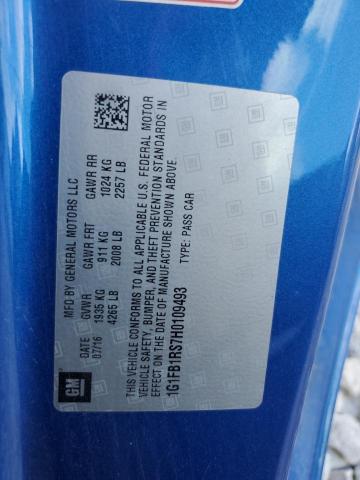 MFD BY GENERAL MOTORS LLC
DATE GVWR GAWR FRT GAWR RR
07/16 1935 KG 911 KG 1024 KG
4265 LB 2008 LB 2257 LB
THIS VEHICLE CONFORMS TO ALL APPLICABLE U.S. FEDERAL MOTOR
VEHICLE SAFETY, BUMPER, AND THEFT PREVENTION STANDARDS IN
EFFECT ON THE DATE OF MANUFACTURE SHOWN ABOVE.
1G1FB1RS7H0109493 TYPE: PASS CAR
GM